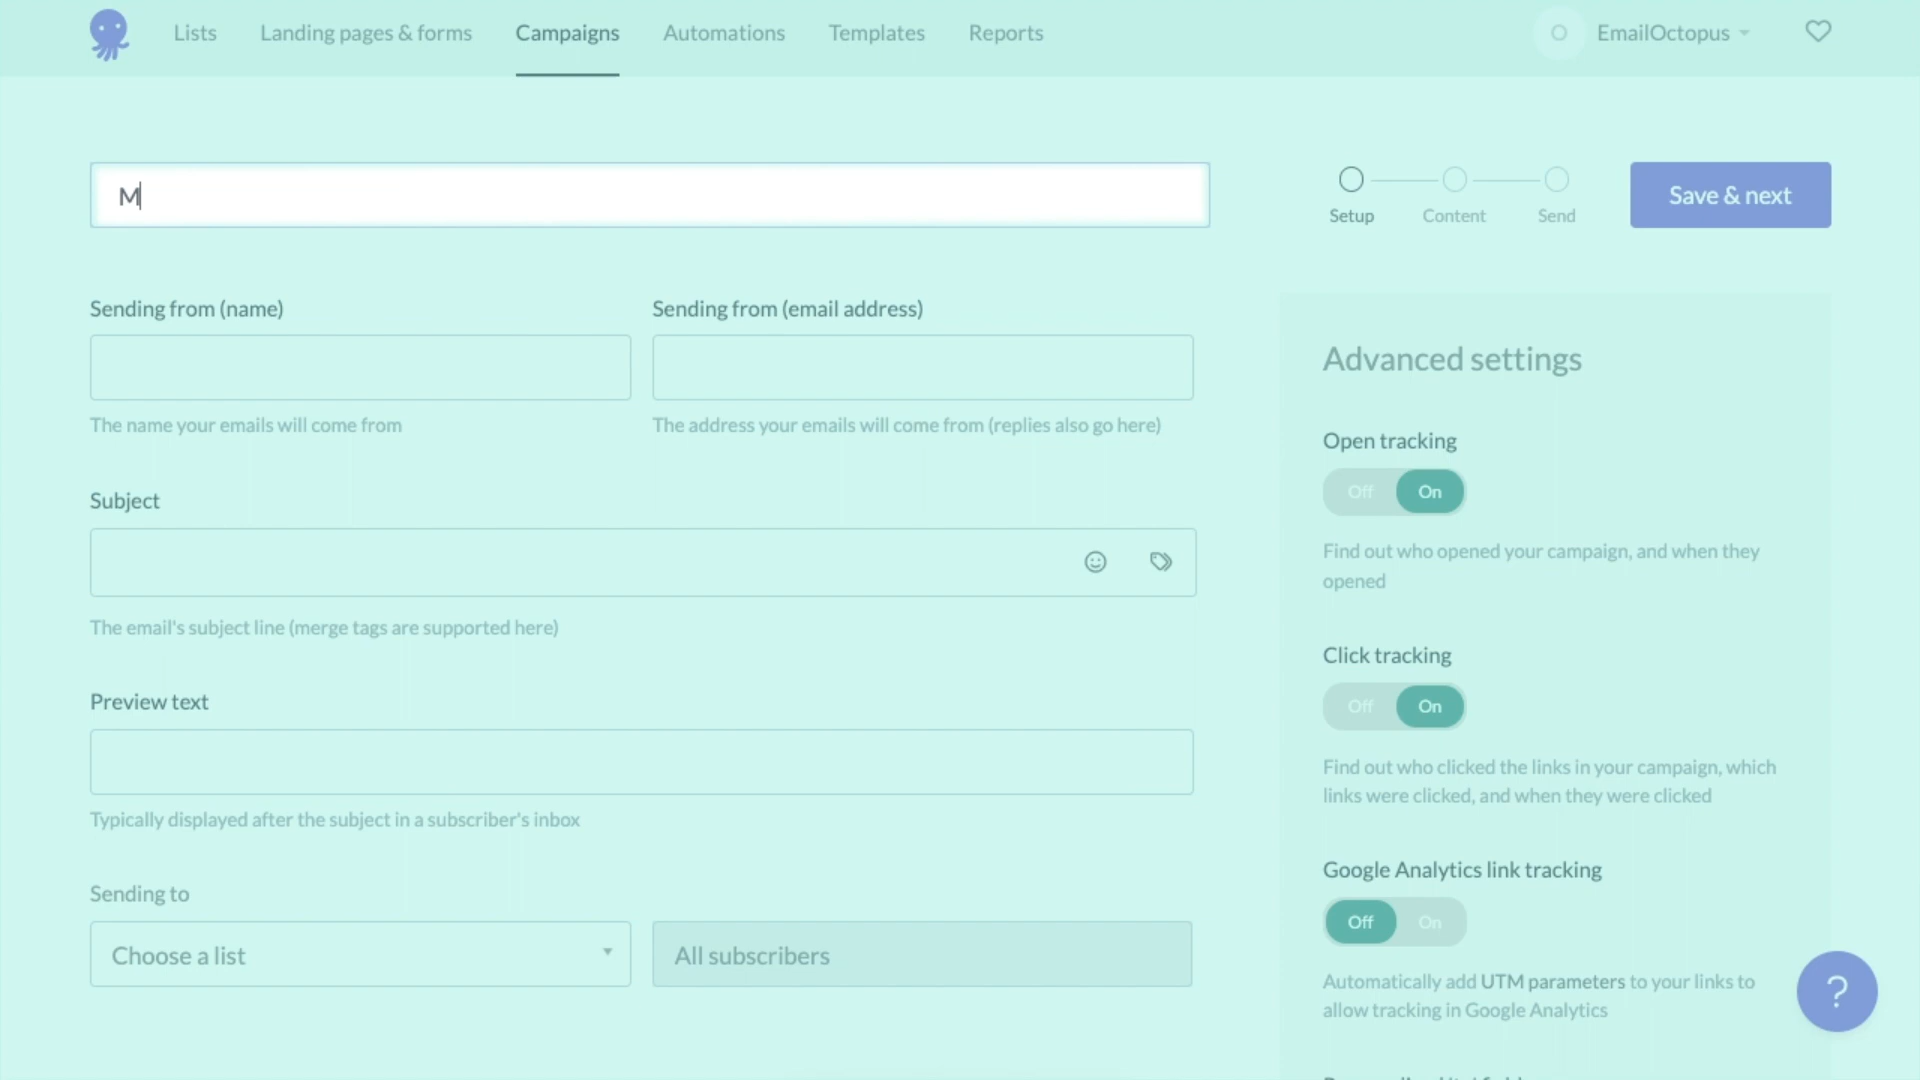 Lists
Landing pages & forms
Campaigns
Automations
Templates
Reports
O
EmailOctopus
M
Setup
Content
Send
Save & next
Sending from (name)
The name your emails will come from
Sending from (email address)
The address your emails will come from (replies also go here)
Subject
The email's subject line (merge tags are supported here)
Preview text
Typically displayed after the subject in a subscriber's inbox
Sending to
Choose a list
All subscribers
Advanced settings
Open tracking
Off On
Find out who opened your campaign, and when they
opened
Click tracking
Off On
Find out who clicked the links in your campaign, which
links were clicked, and when they were clicked
Google Analytics link tracking
Off On
Automatically add UTM parameters to your links to
allow tracking in Google Analytics
?